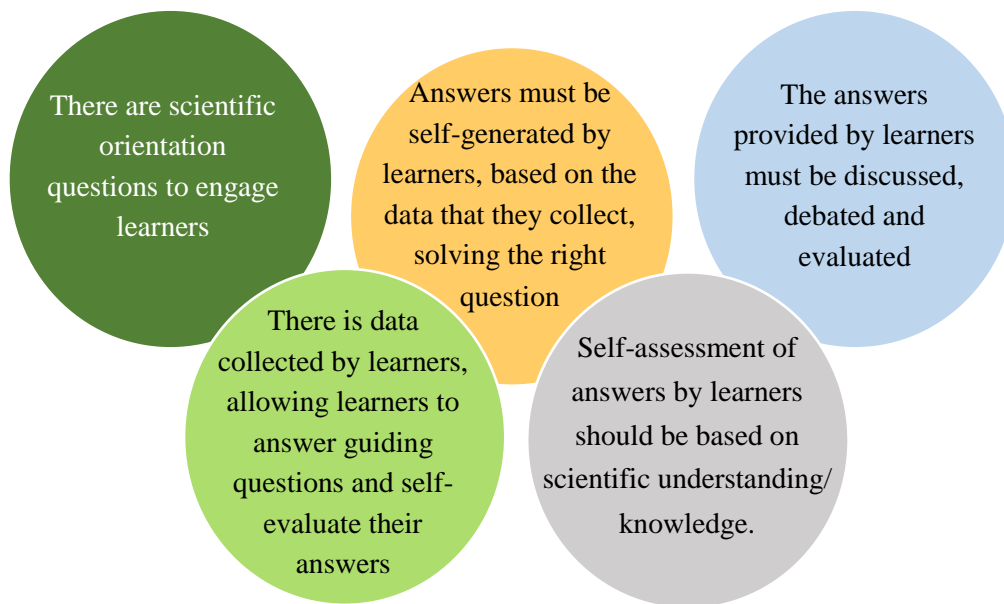 There are scientific
orientation
questions to engage
learners
There is data
collected by learners,
allowing learners to
answer guiding
questions and self-
evaluate their
answers
Answers must be
self-generated by
learners, based on the
data that they collect,
solving the right
question
Self-assessment of
answers by learners
should be based on
scientific understanding/
knowledge.
The answers
provided by learners
must be discussed,
debated and
evaluated